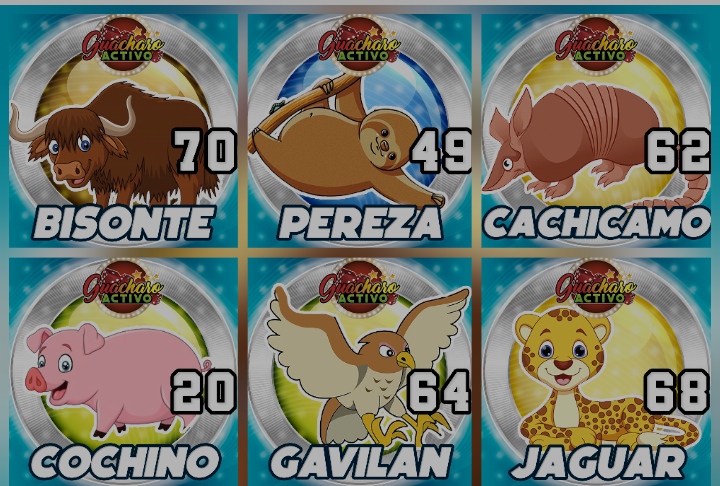 Guacharo
ACTIVO
70
BISONTE
Guacharo
ACTIVO
49
PEREZA
Guacharo
ACTIVO
62
CACHICAMO
Guacharo
ACTIVO
20
COCHINO
Guacharo
ACTIVO
64
GAVILAN
Guacharo
ACTIVO
68
JAGUAR